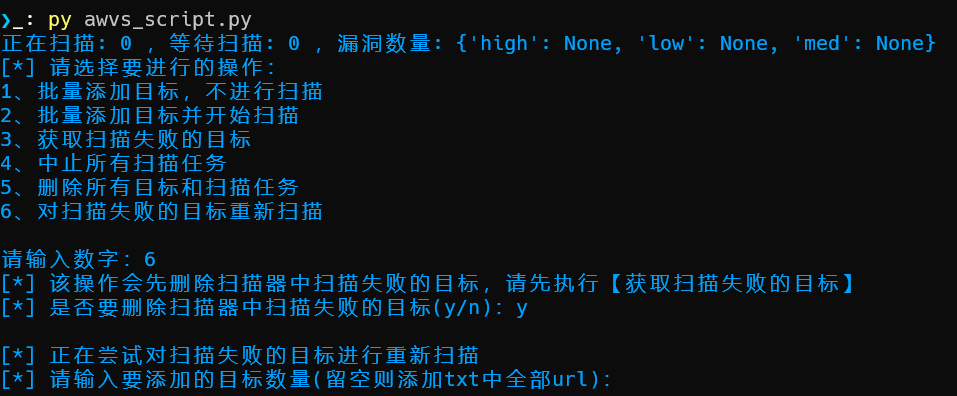 ❯_: py awvs_script.py
正在扫描: 0 , 等待扫描: 0 , 漏洞数量: {'high': None, 'low': None, 'med': None}
[*] 请选择要进行的操作:
1、批量添加目标, 不进行扫描
2、批量添加目标并开始扫描
3、获取扫描失败的目标
4、中止所有扫描任务
5、删除所有目标和扫描任务
6、对扫描失败的目标重新扫描
请输入数字: 6
[*] 该操作会先删除扫描器中扫描失败的目标, 请先执行【获取扫描失败的目标】
[*] 是否要删除扫描器中扫描失败的目标(y/n): y
[*] 正在尝试对扫描失败的目标进行重新扫描
[*] 请输入要添加的目标数量(留空则添加txt中全部url):